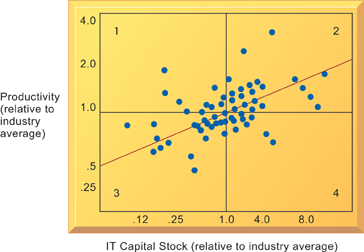 4.0
1
2
2.0
Productivity
(relative to
industry
average)
1.0
.5
.25
3
4
.12 .25 1.0 4.0 8.0
IT Capital Stock (relative to industry average)